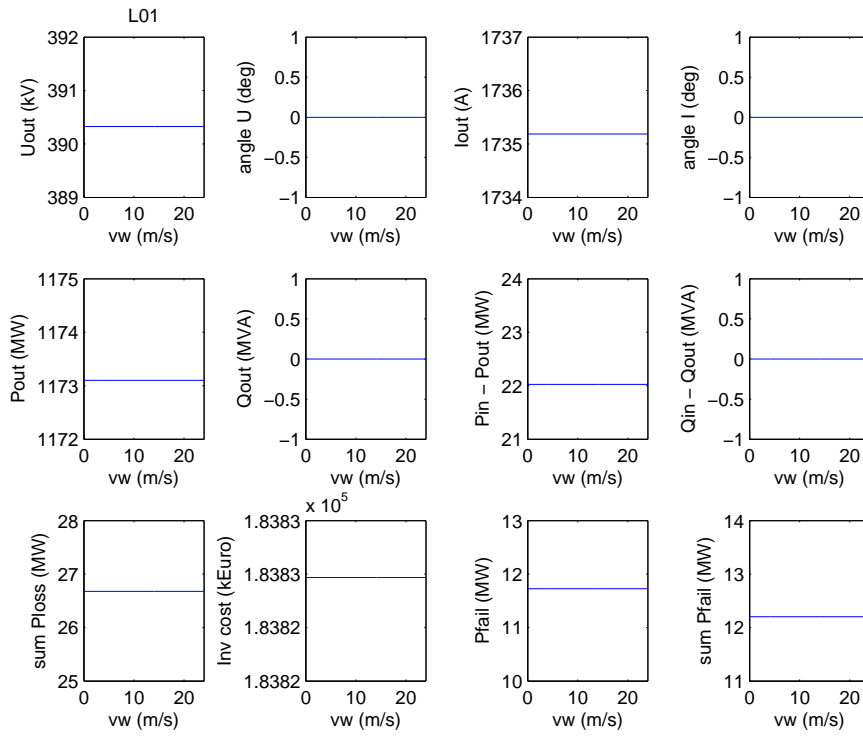 L01
392
391
390
389
Uout (kV)
0 10 20
vw (m/s)
1
0.5
0
−0.5
−1
angle U (deg)
0 10 20
vw (m/s)
1737
1736
1735
1734
Iout (A)
0 10 20
vw (m/s)
1
0.5
0
−0.5
−1
angle I (deg)
0 10 20
vw (m/s)
1175
1174
1173
1172
Pout (MW)
0 10 20
vw (m/s)
1
0.5
0
−0.5
−1
Qout (MVA)
0 10 20
vw (m/s)
24
23
22
21
Pin − Pout (MW)
0 10 20
vw (m/s)
1
0.5
0
−0.5
−1
Qin − Qout (MVA)
0 10 20
vw (m/s)
28
27
26
25
sum Ploss (MW)
0 10 20
vw (m/s)
x 10^5
1.8383
1.8383
1.8382
1.8382
Inv cost (kEuro)
0 10 20
vw (m/s)
13
12
11
10
Pfail (MW)
0 10 20
vw (m/s)
14
13
12
11
sum Pfail (MW)
0 10 20
vw (m/s)